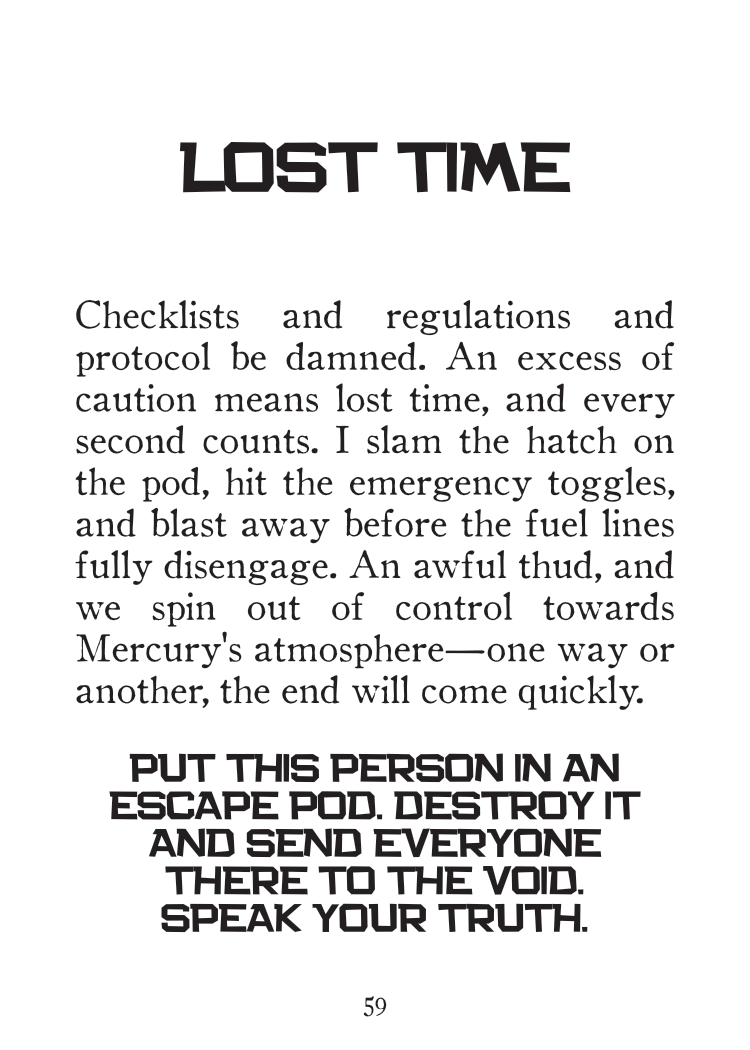 LOST TIME
Checklists and regulations and
protocol be damned. An excess of
caution means lost time, and every
second counts. I slam the hatch on
the pod, hit the emergency toggles,
and blast away before the fuel lines
fully disengage. An awful thud, and
we spin out of control towards
Mercury's atmosphere—one way or
another, the end will come quickly.
PUT THIS PERSON IN AN
ESCAPE POD. DESTROY IT
AND SEND EVERYONE
THERE TO THE VOID.
SPEAK YOUR TRUTH.
59